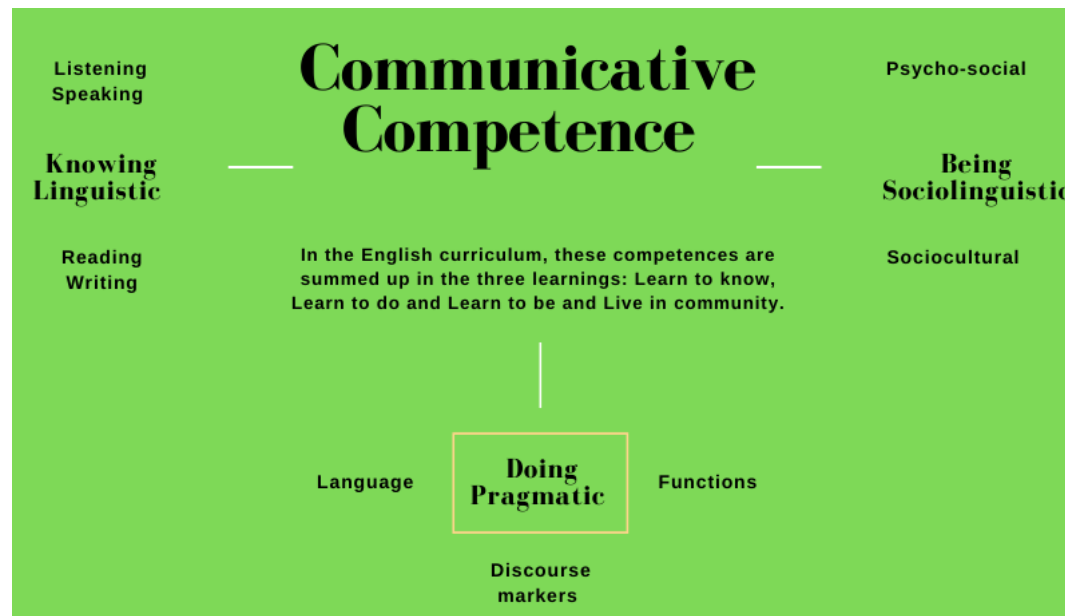 Communicative
Competence
Listening
Speaking
Knowing
Linguistic
Reading
Writing
Psycho-social
Being
Sociolinguistic
Sociocultural
In the English curriculum, these competences are
summed up in the three learnings: Learn to know,
Learn to do and Learn to be and Live in community.
Language
Doing
Pragmatic
Functions
Discourse
markers